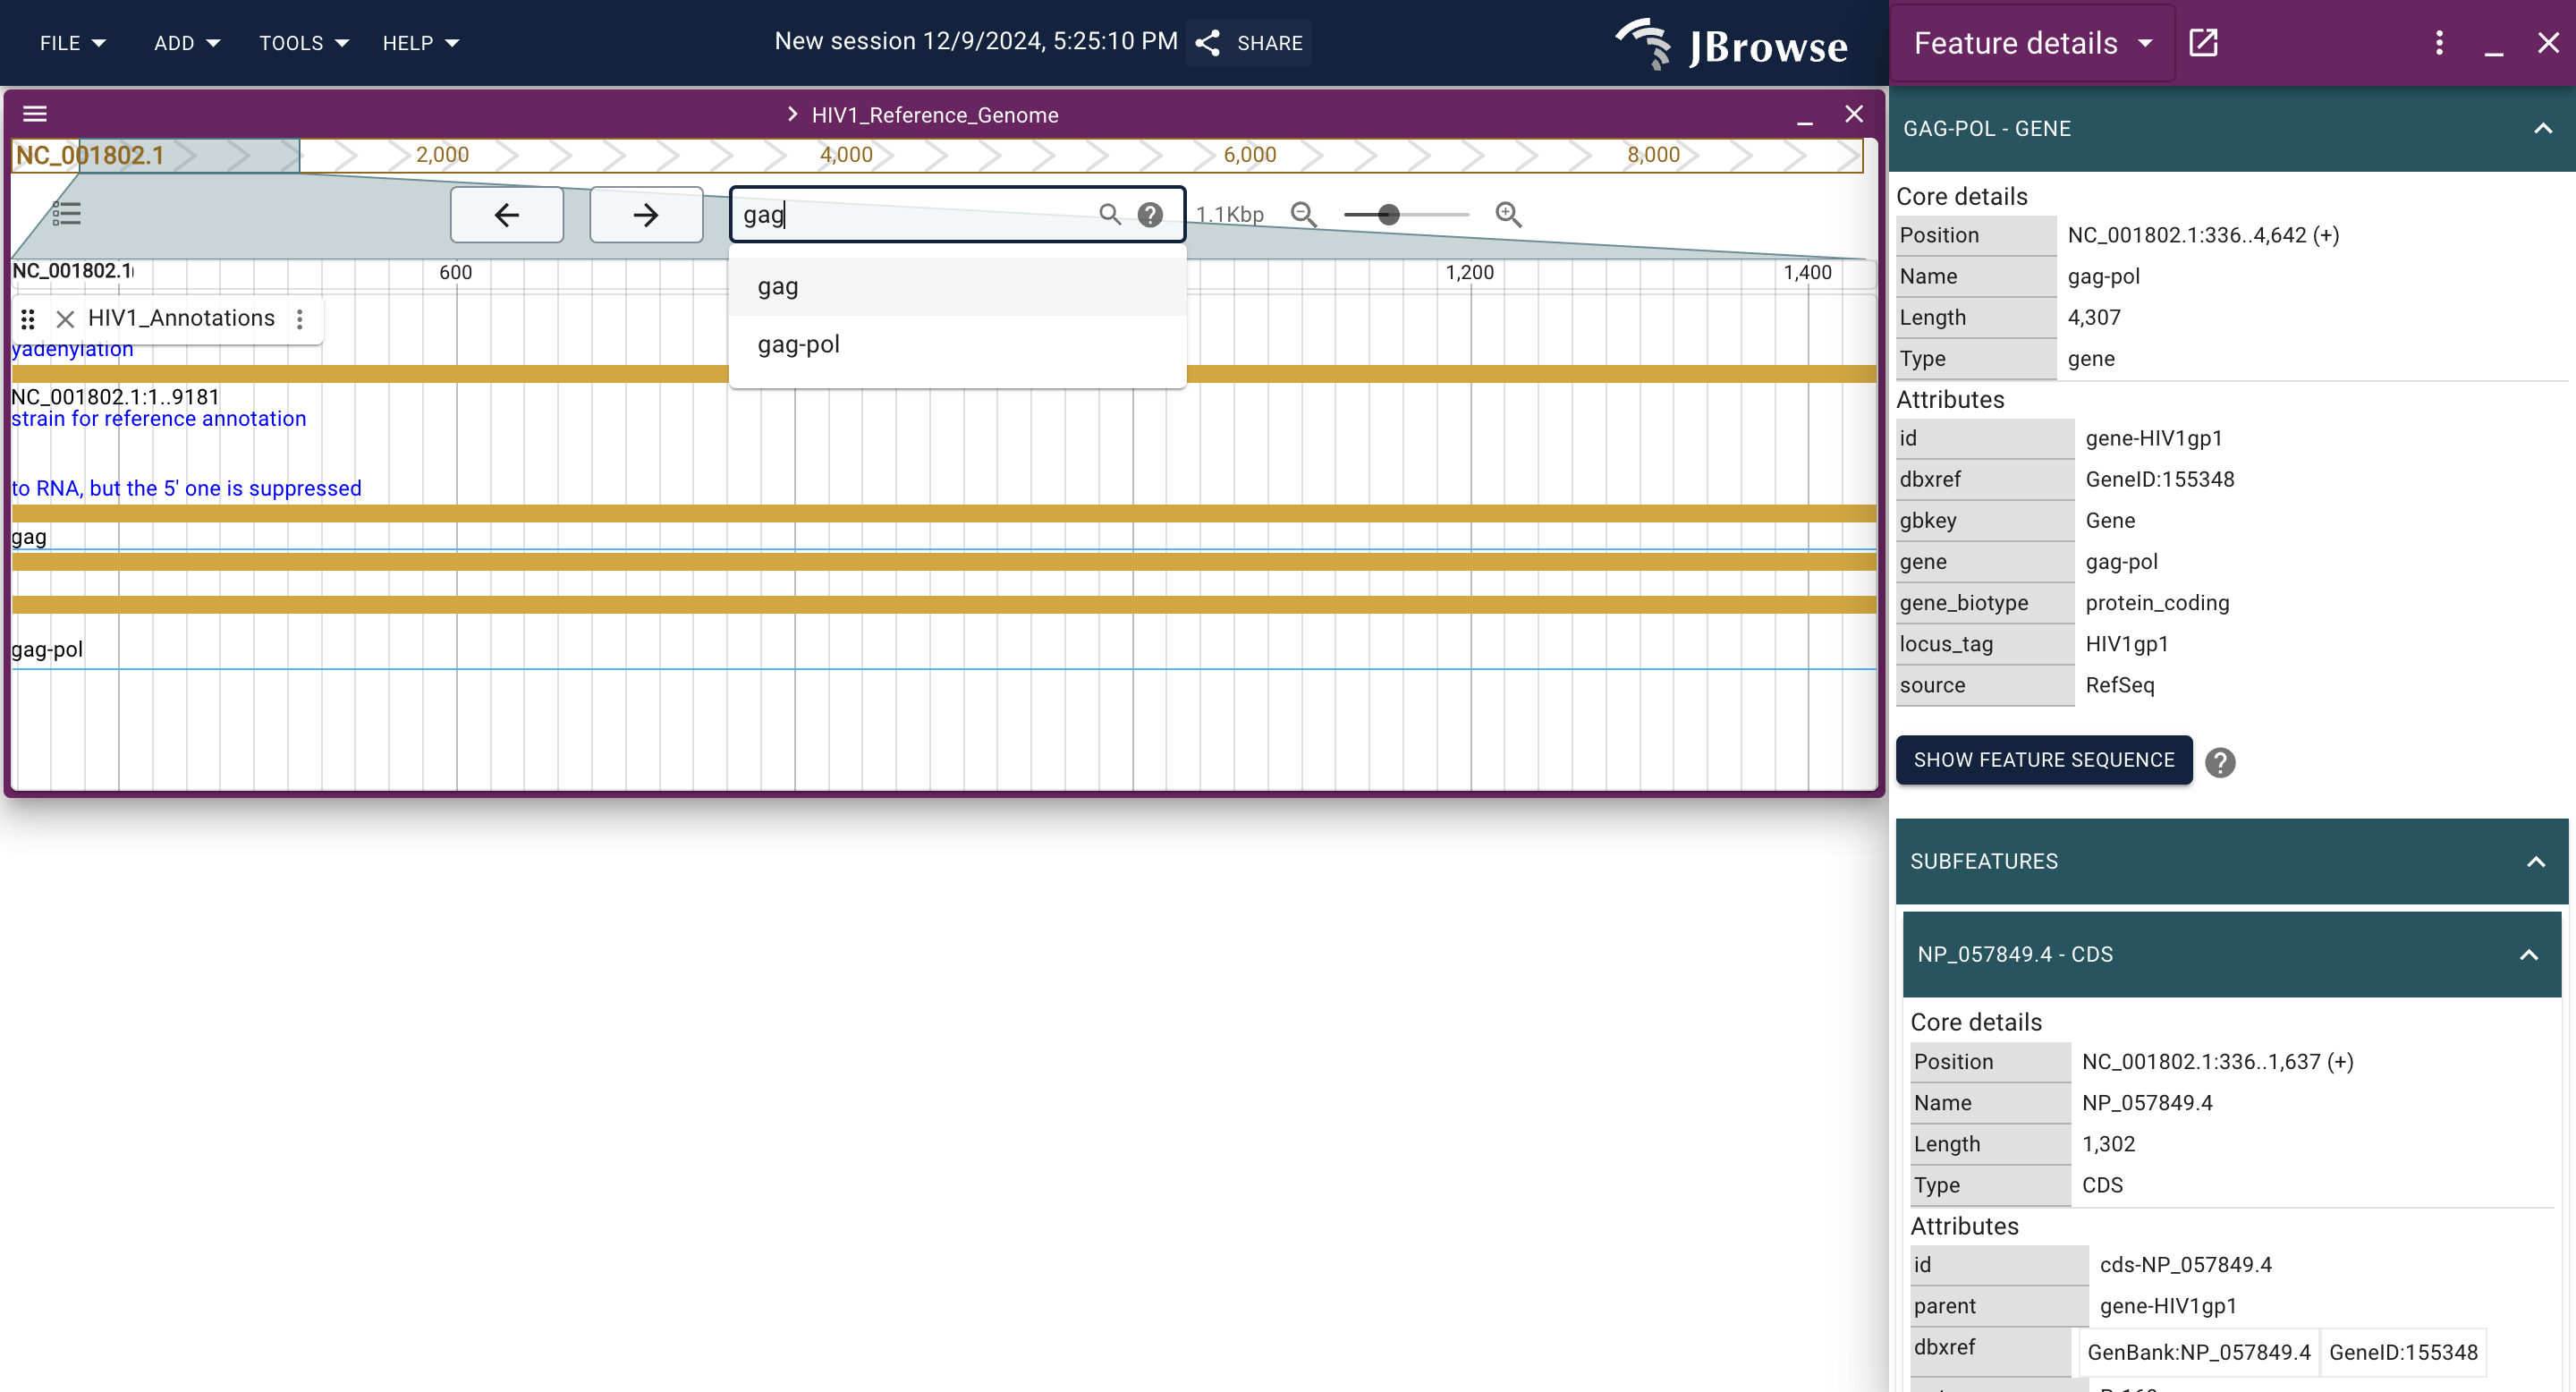 FILE ADD TOOLS HELP New session 12/9/2024, 5:25:10 PM SHARE JBrowse
HIV1_Reference_Genome
NC_001802.1 2,000 4,000 6,000 8,000
gag 1.1Kbp
gag
gag-pol
NC_001802.1 600 1,200 1,400
HIV1_Annotations
yadenylation
NC_001802.1:1..9181
strain for reference annotation
to RNA, but the 5' one is suppressed
gag
gag-pol
Feature details
GAG-POL - GENE
Core details
Position NC_001802.1:336..4,642 (+)
Name gag-pol
Length 4,307
Type gene
Attributes
id gene-HIV1gp1
dbxref GeneID:155348
gbkey Gene
gene gag-pol
gene_biotype protein_coding
locus_tag HIV1gp1
source RefSeq
SHOW FEATURE SEQUENCE
SUBFEATURES
NP_057849.4 - CDS
Core details
Position NC_001802.1:336..1,637 (+)
Name NP_057849.4
Length 1,302
Type CDS
Attributes
id cds-NP_057849.4
parent gene-HIV1gp1
dbxref GenBank:NP_057849.4 GeneID:155348